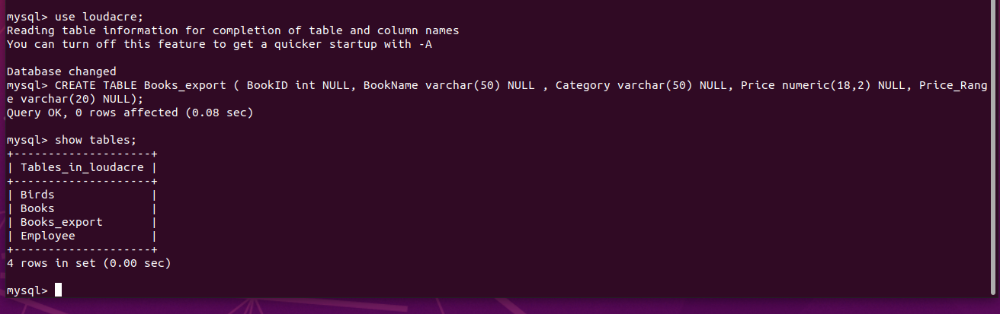 mysql> use loudacre;
Reading table information for completion of table and column names
You can turn off this feature to get a quicker startup with -A
Database changed
mysql> CREATE TABLE Books_export ( BookID int NULL, BookName varchar(50) NULL , Category varchar(50) NULL, Price numeric(18,2) NULL, Price_Rang
e varchar(20) NULL);
Query OK, 0 rows affected (0.08 sec)
mysql> show tables;
+--------------------+
| Tables_in_loudacre |
+--------------------+
| Birds              |
| Books              |
| Books_export       |
| Employee           |
+--------------------+
4 rows in set (0.00 sec)
mysql>